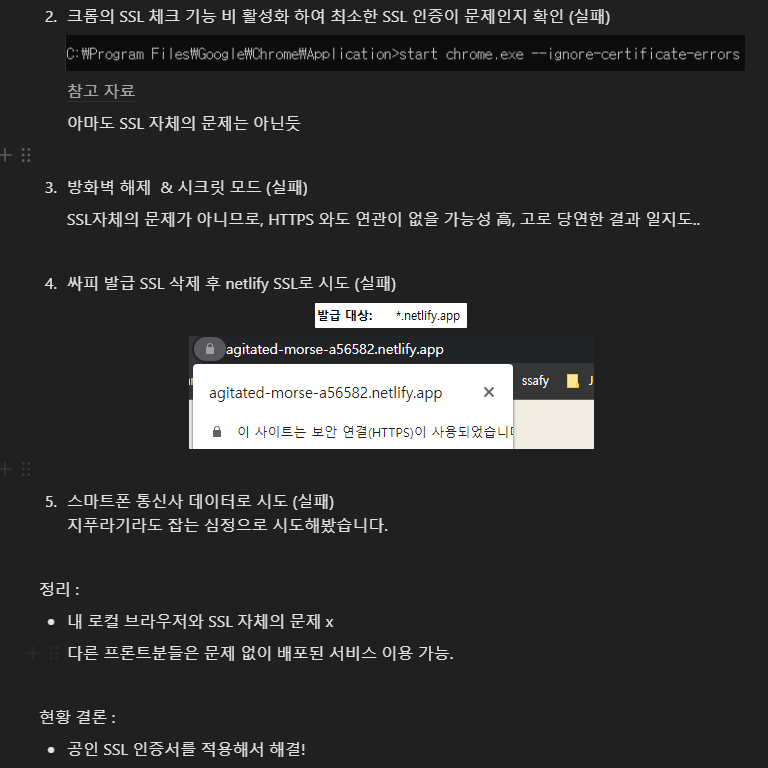 2. 크롬의 SSL 체크 기능 비 활성화 하여 최소한 SSL 인증이 문제인지 확인 (실패)
C:₩Program Files₩Google₩Chrome₩Application>start chrome.exe --ignore-certificate-errors
참고 자료
아마도 SSL 자체의 문제는 아닌듯
3. 방화벽 해제 & 시크릿 모드 (실패)
SSL자체의 문제가 아니므로, HTTPS 와도 연관이 없을 가능성 高, 고로 당연한 결과 일지도..
4. 싸피 발급 SSL 삭제 후 netlify SSL로 시도 (실패)
발급 대상: *.netlify.app
agitated-morse-a56582.netlify.app
ssafy
agitated-morse-a56582.netlify.app
이 사이트는 보안 연결(HTTPS)이 사용되었습니
5. 스마트폰 통신사 데이터로 시도 (실패)
지푸라기라도 잡는 심정으로 시도해봤습니다.
정리 :
• 내 로컬 브라우저와 SSL 자체의 문제 x
다른 프론트분들은 문제 없이 배포된 서비스 이용 가능.
현황 결론 :
• 공인 SSL 인증서를 적용해서 해결!